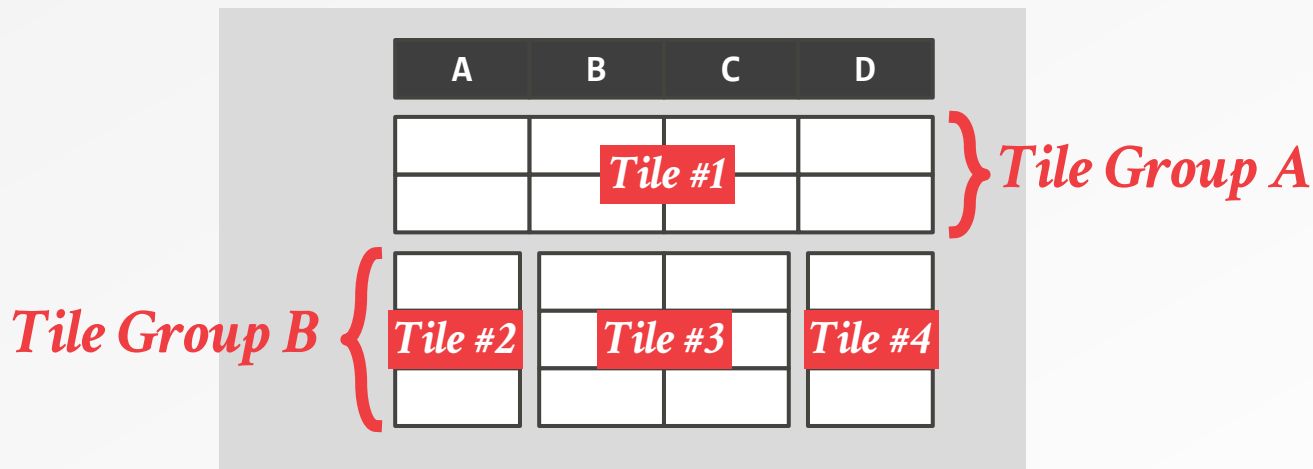 A B C D
Tile #1
Tile Group A
Tile Group B
Tile #2 Tile #3 Tile #4